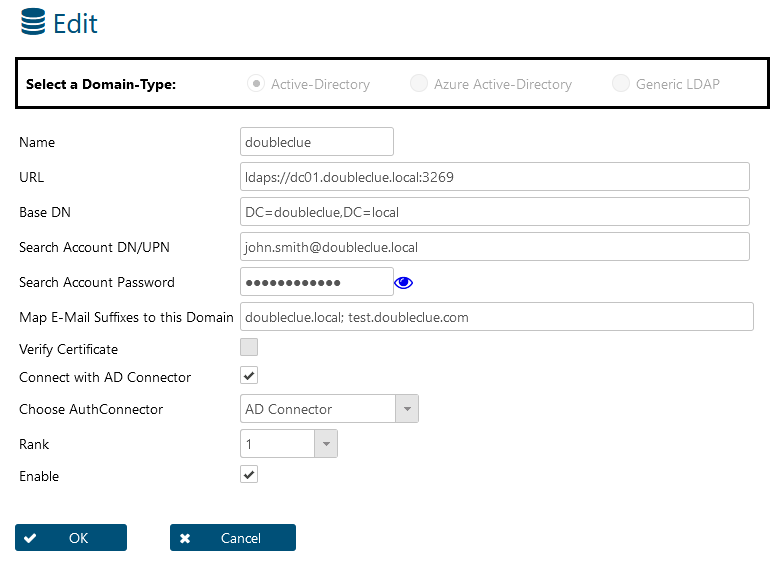 Edit
Select a Domain-Type: Active-Directory Azure Active-Directory Generic LDAP
Name doubleclue
URL ldaps://dc01.doubleclue.local:3269
Base DN DC=doubleclue,DC=local
Search Account DN/UPN john.smith@doubleclue.local
Search Account Password ●●●●●●●●●●●●
Map E-Mail Suffixes to this Domain doubleclue.local; test.doubleclue.com
Verify Certificate
Connect with AD Connector
Choose AuthConnector AD Connector
Rank 1
Enable
OK Cancel